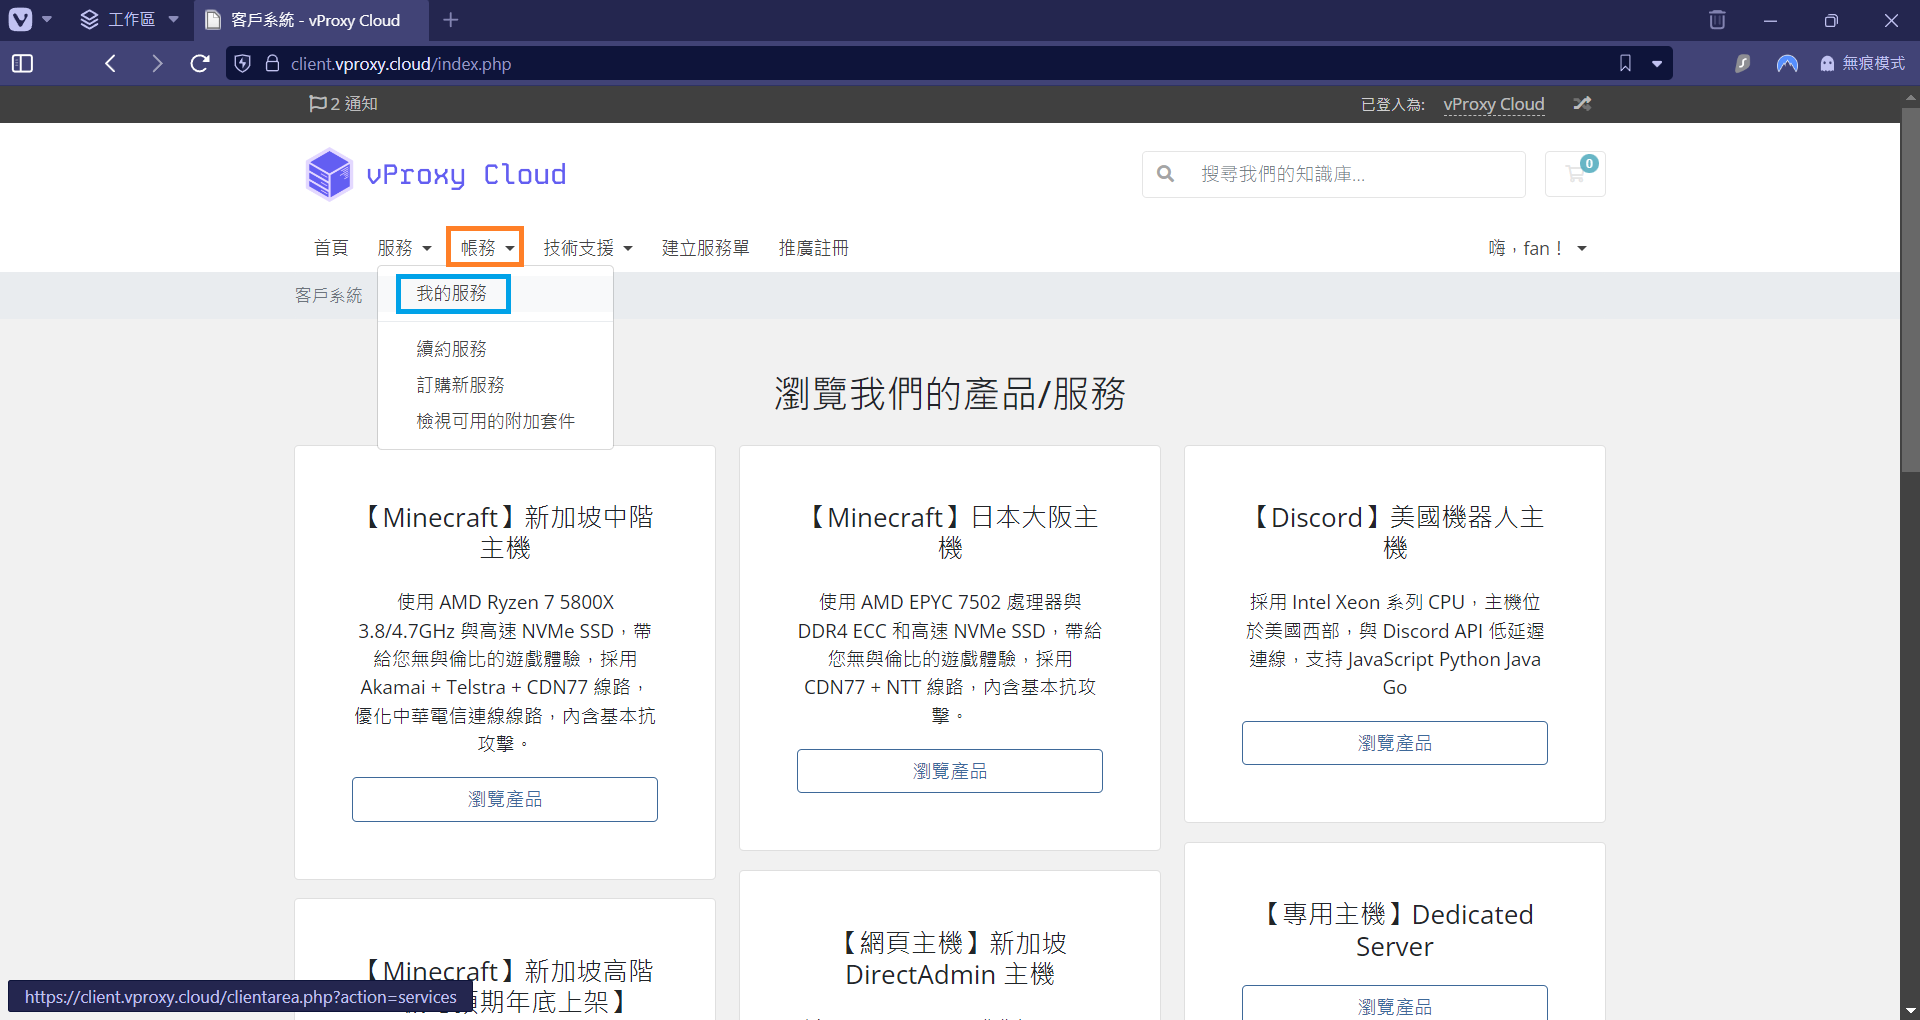 工作區
客戶系統 - vProxy Cloud
client.vproxy.cloud/index.php
無痕模式
2 通知
已登入為: vProxy Cloud
vProxy Cloud
搜尋我們的知識庫...
0
首頁 服務 帳務 技術支援 建立服務單 推廣註冊
嗨，fan！
客戶系統
我的服務
續約服務
訂購新服務
檢視可用的附加套件
瀏覽我們的產品/服務
【Minecraft】新加坡中階
主機
使用 AMD Ryzen 7 5800X
3.8/4.7GHz 與高速 NVMe SSD，帶
給您無與倫比的遊戲體驗，採用
Akamai + Telstra + CDN77 線路，
優化中華電信連線線路，內含基本抗
攻擊。
瀏覽產品
【Minecraft】日本大阪主
機
使用 AMD EPYC 7502 處理器與
DDR4 ECC 和高速 NVMe SSD，帶給
您無與倫比的遊戲體驗，採用
CDN77 + NTT 線路，內含基本抗攻
擊。
瀏覽產品
【Discord】美國機器人主
機
採用 Intel Xeon 系列 CPU，主機位
於美國西部，與 Discord API 低延遲
連線，支持 JavaScript Python Java
Go
瀏覽產品
【Minecraft】新加坡高階
期年底上架】
【網頁主機】新加坡
DirectAdmin 主機
【專用主機】Dedicated
Server
瀏覽產品
https://client.vproxy.cloud/clientarea.php?action=services